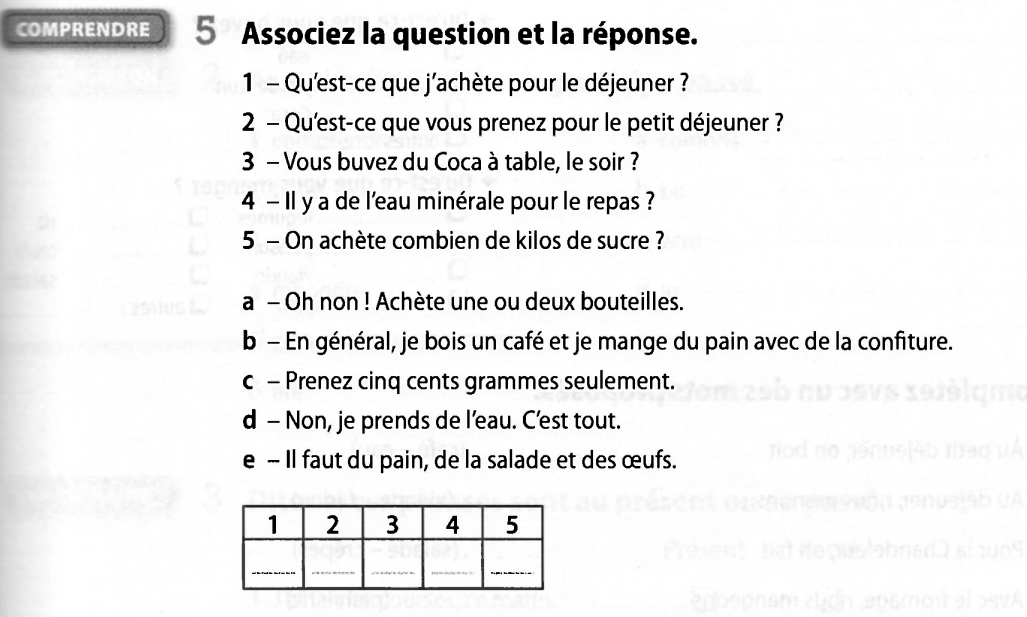 COMPRENDRE 5 Associez la question et la réponse.
1 – Qu'est-ce que j'achète pour le déjeuner ?
2 – Qu'est-ce que vous prenez pour le petit déjeuner ?
3 – Vous buvez du Coca à table, le soir ?
4 – Il y a de l'eau minérale pour le repas ?
5 – On achète combien de kilos de sucre ?
a – Oh non ! Achète une ou deux bouteilles.
b – En général, je bois un café et je mange du pain avec de la confiture.
c – Prenez cinq cents grammes seulement.
d – Non, je prends de l'eau. C'est tout.
e – Il faut du pain, de la salade et des œufs.
1 2 3 4 5